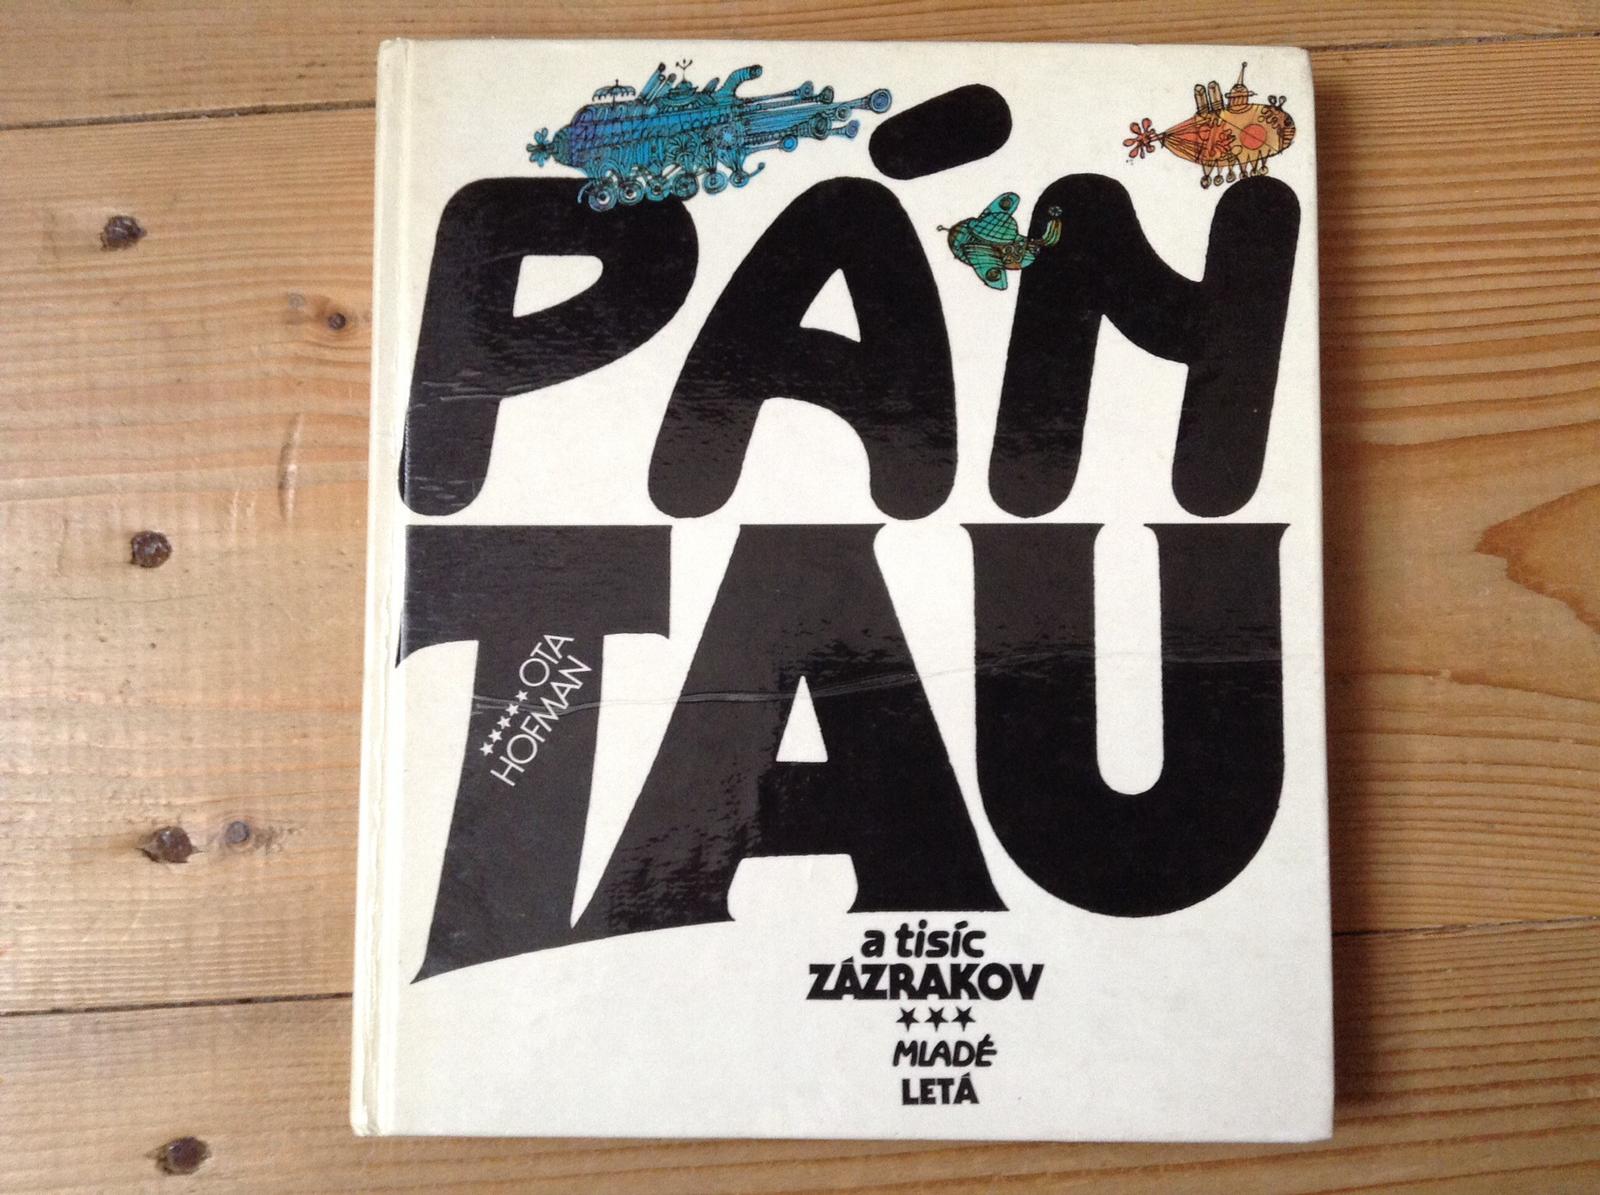 PÁN
TAU
★★★★★ OTA
HOFMAN
a tisíc
ZÁZRAKOV
★★★
MLADÉ
LETÁ